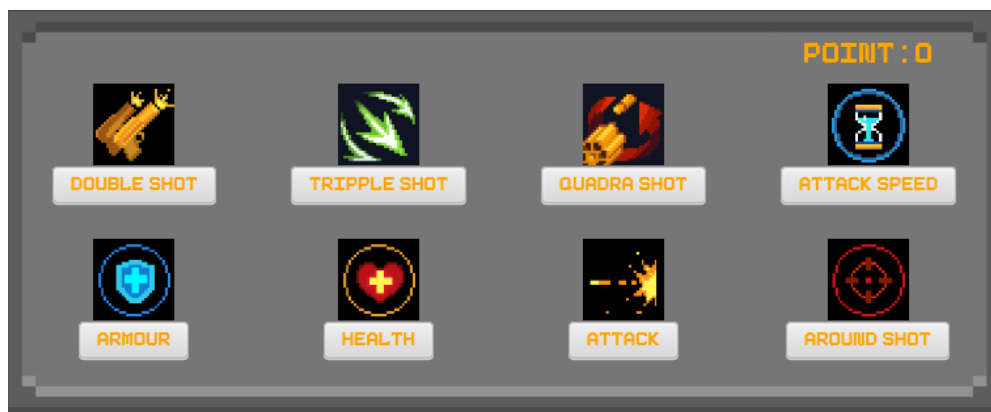 POINT:0
DOUBLE SHOT
TRIPPLE SHOT
QUADRA SHOT
ATTACK SPEED
ARMOUR
HEALTH
ATTACK
AROUND SHOT